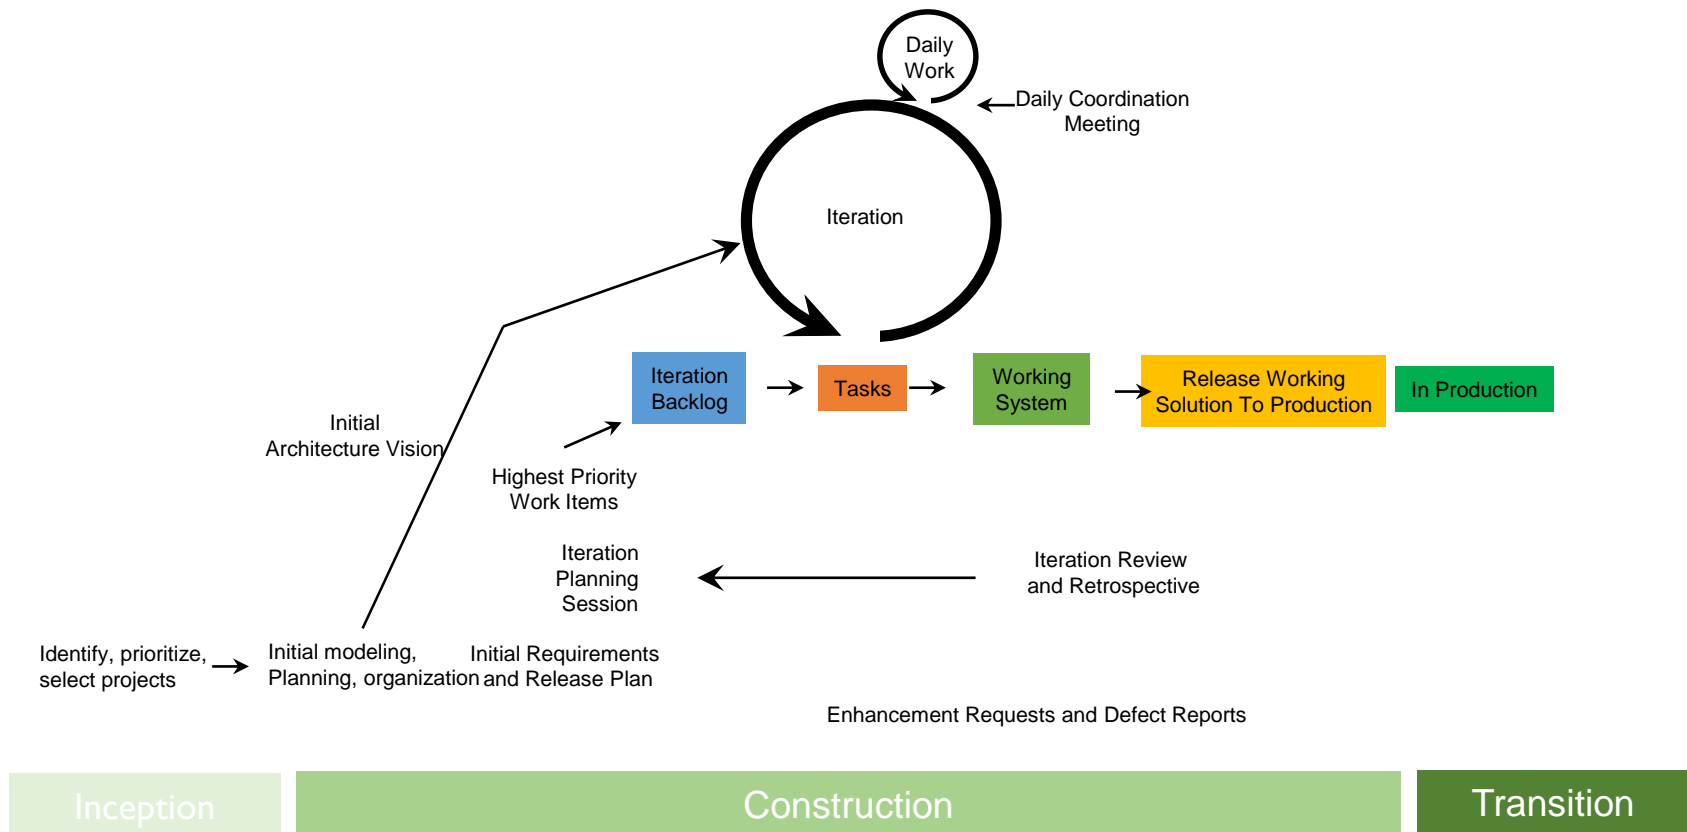 Daily
Work
Daily Coordination
Meeting
Iteration
Iteration
Backlog
Tasks
Working
System
Release Working
Solution To Production
In Production
Initial
Architecture Vision
Highest Priority
Work Items
Iteration
Planning
Session
Iteration Review
and Retrospective
Identify, prioritize,
select projects
Initial modeling,
Planning, organization
Initial Requirements
and Release Plan
Enhancement Requests and Defect Reports
Inception
Construction
Transition